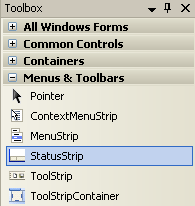 Toolbox
All Windows Forms
Common Controls
Containers
Menus & Toolbars
Pointer
ContextMenuStrip
MenuStrip
StatusStrip
ToolStrip
ToolStripContainer